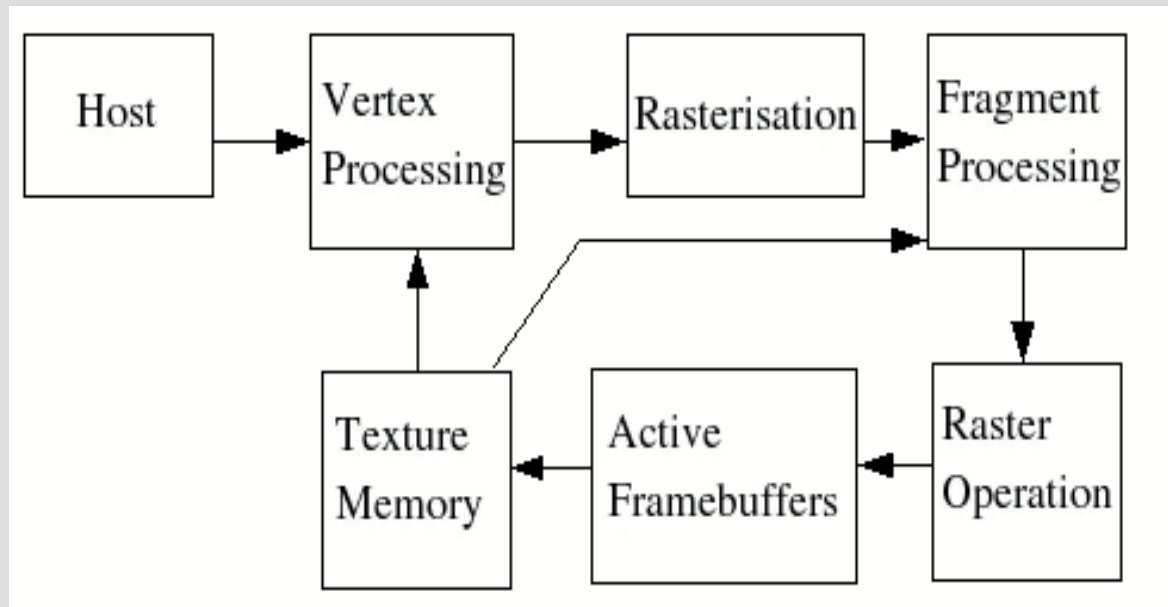 Host
Vertex
Processing
Rasterisation
Fragment
Processing
Texture
Memory
Active
Framebuffers
Raster
Operation